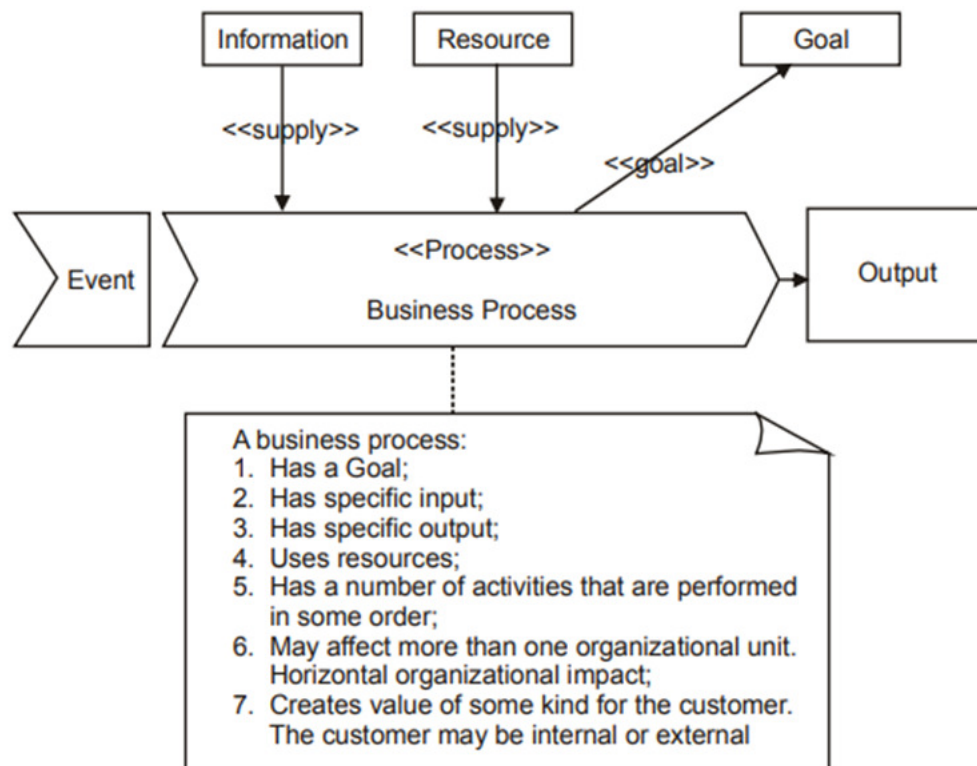 Information
Resource
Goal
<<supply>>
<<supply>>
<<goal>>
Event
<<Process>>
Business Process
Output
A business process:
1. Has a Goal;
2. Has specific input;
3. Has specific output;
4. Uses resources;
5. Has a number of activities that are performed
in some order;
6. May affect more than one organizational unit.
Horizontal organizational impact;
7. Creates value of some kind for the customer.
The customer may be internal or external